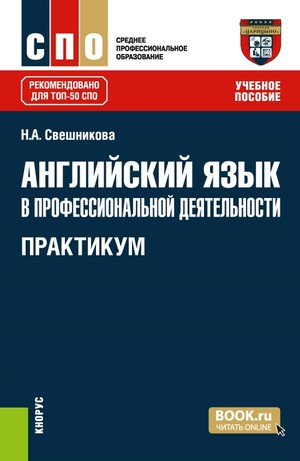 СПО
СРЕДНЕЕ
ПРОФЕССИОНАЛЬНОЕ
ОБРАЗОВАНИЕ
ЦАРИЦЫНО
РЕКОМЕНДОВАНО
ДЛЯ ТОП-50 СПО
УЧЕБНОЕ
ПОСОБИЕ
Н.А. Свешникова
АНГЛИЙСКИЙ ЯЗЫК
В ПРОФЕССИОНАЛЬНОЙ ДЕЯТЕЛЬНОСТИ
ПРАКТИКУМ
BOOK.ru
ЧИТАТЬ ONLINE
КНОРУС